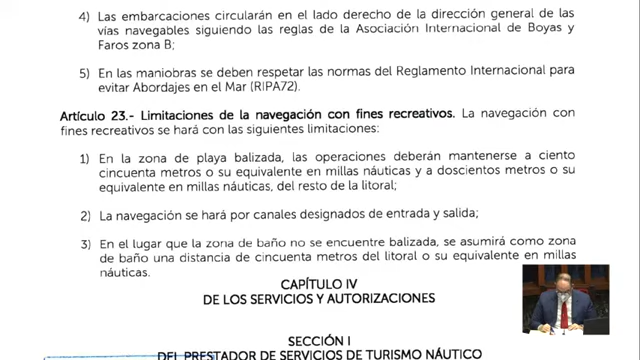 4) Las embarcaciones circularán en el lado derecho de la dirección general de las
vías navegables siguiendo las reglas de la Asociación Internacional de Boyas y
Faros zona B;
5) En las maniobras se deben respetar las normas del Reglamento Internacional para
evitar Abordajes en el Mar (RIPA72).
Artículo 23.- Limitaciones de la navegación con fines recreativos. La navegación con
fines recreativos se hará con las siguientes limitaciones:
1) En la zona de playa balizada, las operaciones deberán mantenerse a ciento
cincuenta metros o su equivalente en millas náuticas y a doscientos metros o su
equivalente en millas náuticas, del resto de la litoral;
2) La navegación se hará por canales designados de entrada y salida;
3) En el lugar que la zona de baño no se encuentre balizada, se asumirá como zona
de baño una distancia de cincuenta metros del litoral o su equivalente en millas
náuticas.
CAPÍTULO IV
DE LOS SERVICIOS Y AUTORIZACIONES
SECCIÓN I
DEL PRESTADOR DE SERVICIOS DE TURISMO NÁUTICO